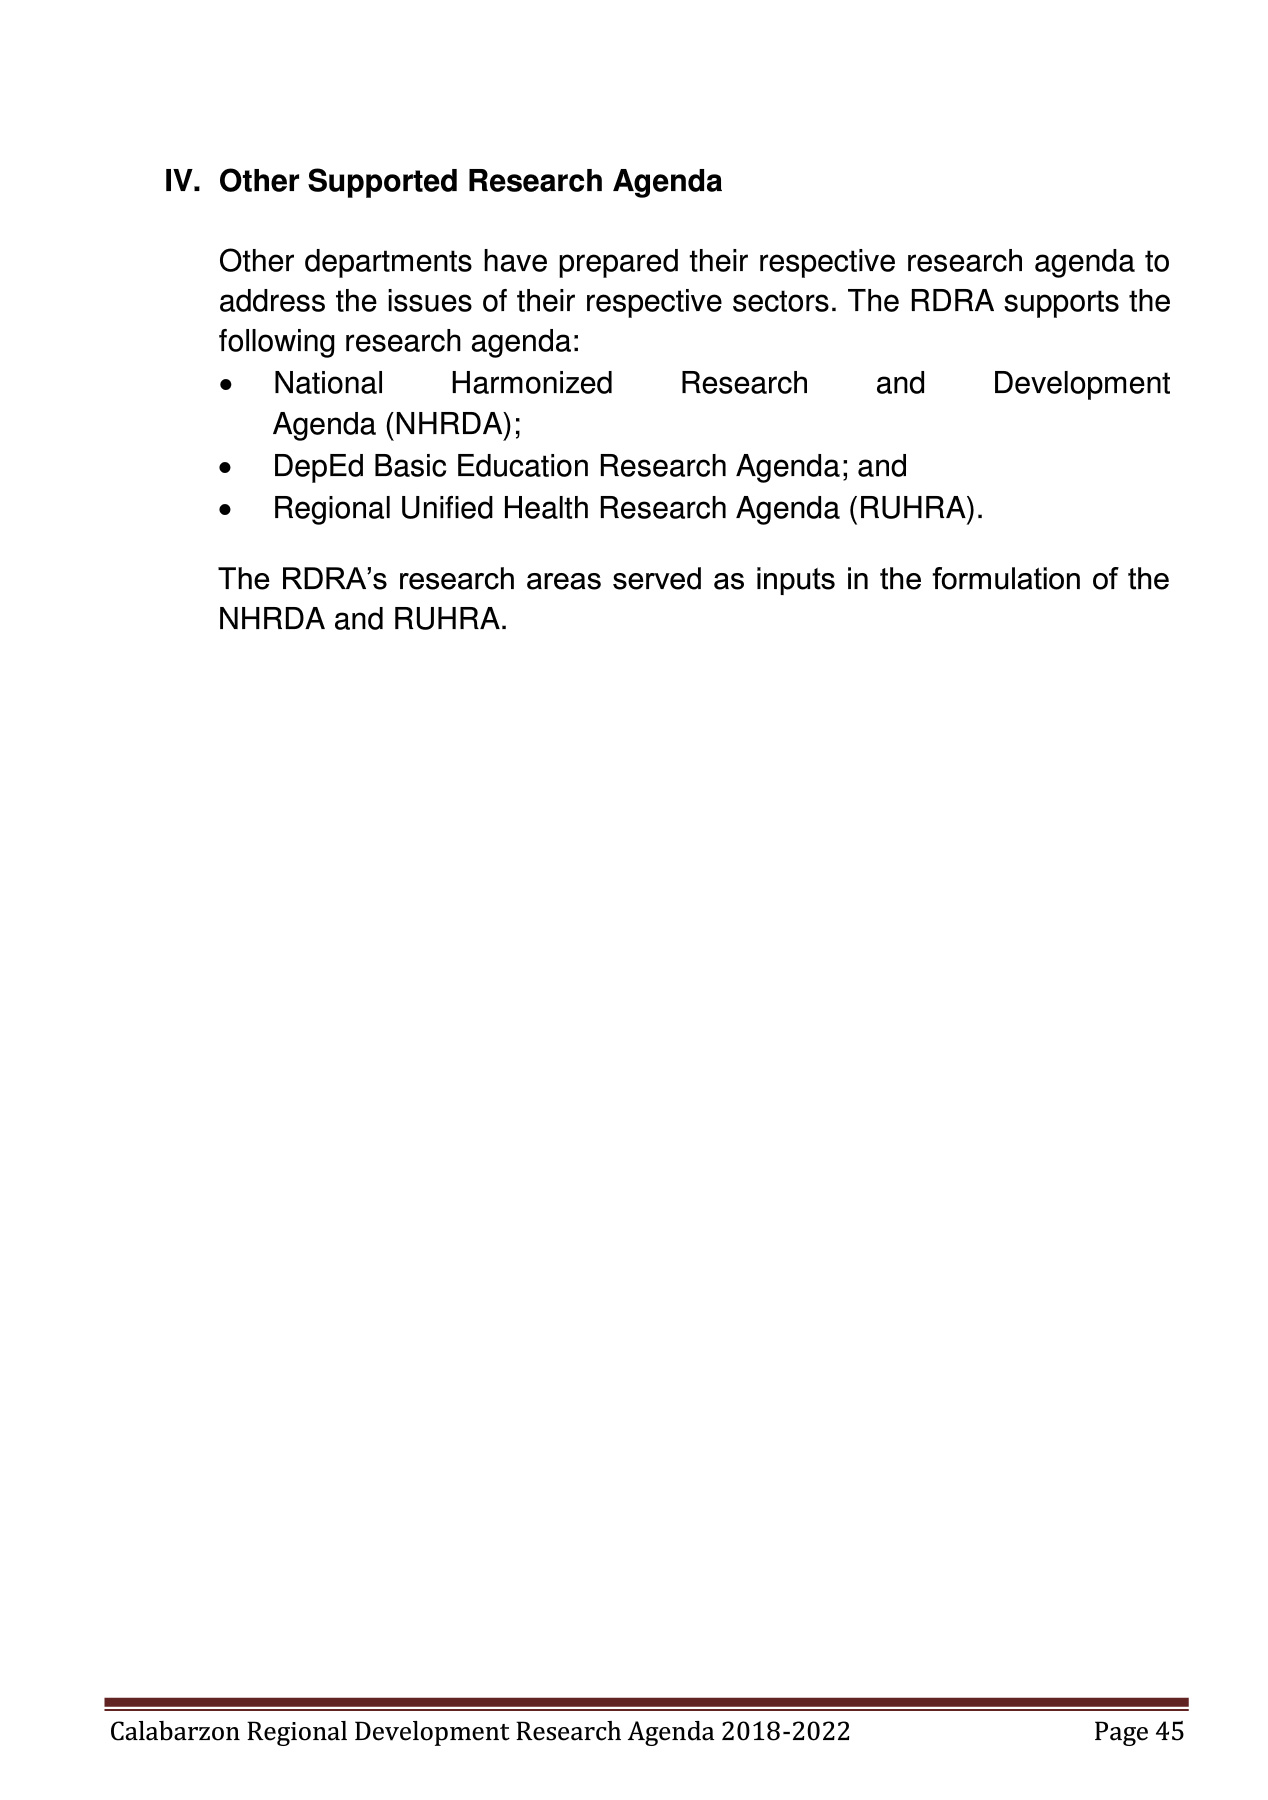 IV. Other Supported Research Agenda
Other departments have prepared their respective research agenda to
address the issues of their respective sectors. The RDRA supports the
following research agenda:
• National Harmonized Research and Development
Agenda (NHRDA);
• DepEd Basic Education Research Agenda; and
• Regional Unified Health Research Agenda (RUHRA).
The RDRA’s research areas served as inputs in the formulation of the
NHRDA and RUHRA.
Calabarzon Regional Development Research Agenda 2018-2022 Page 45